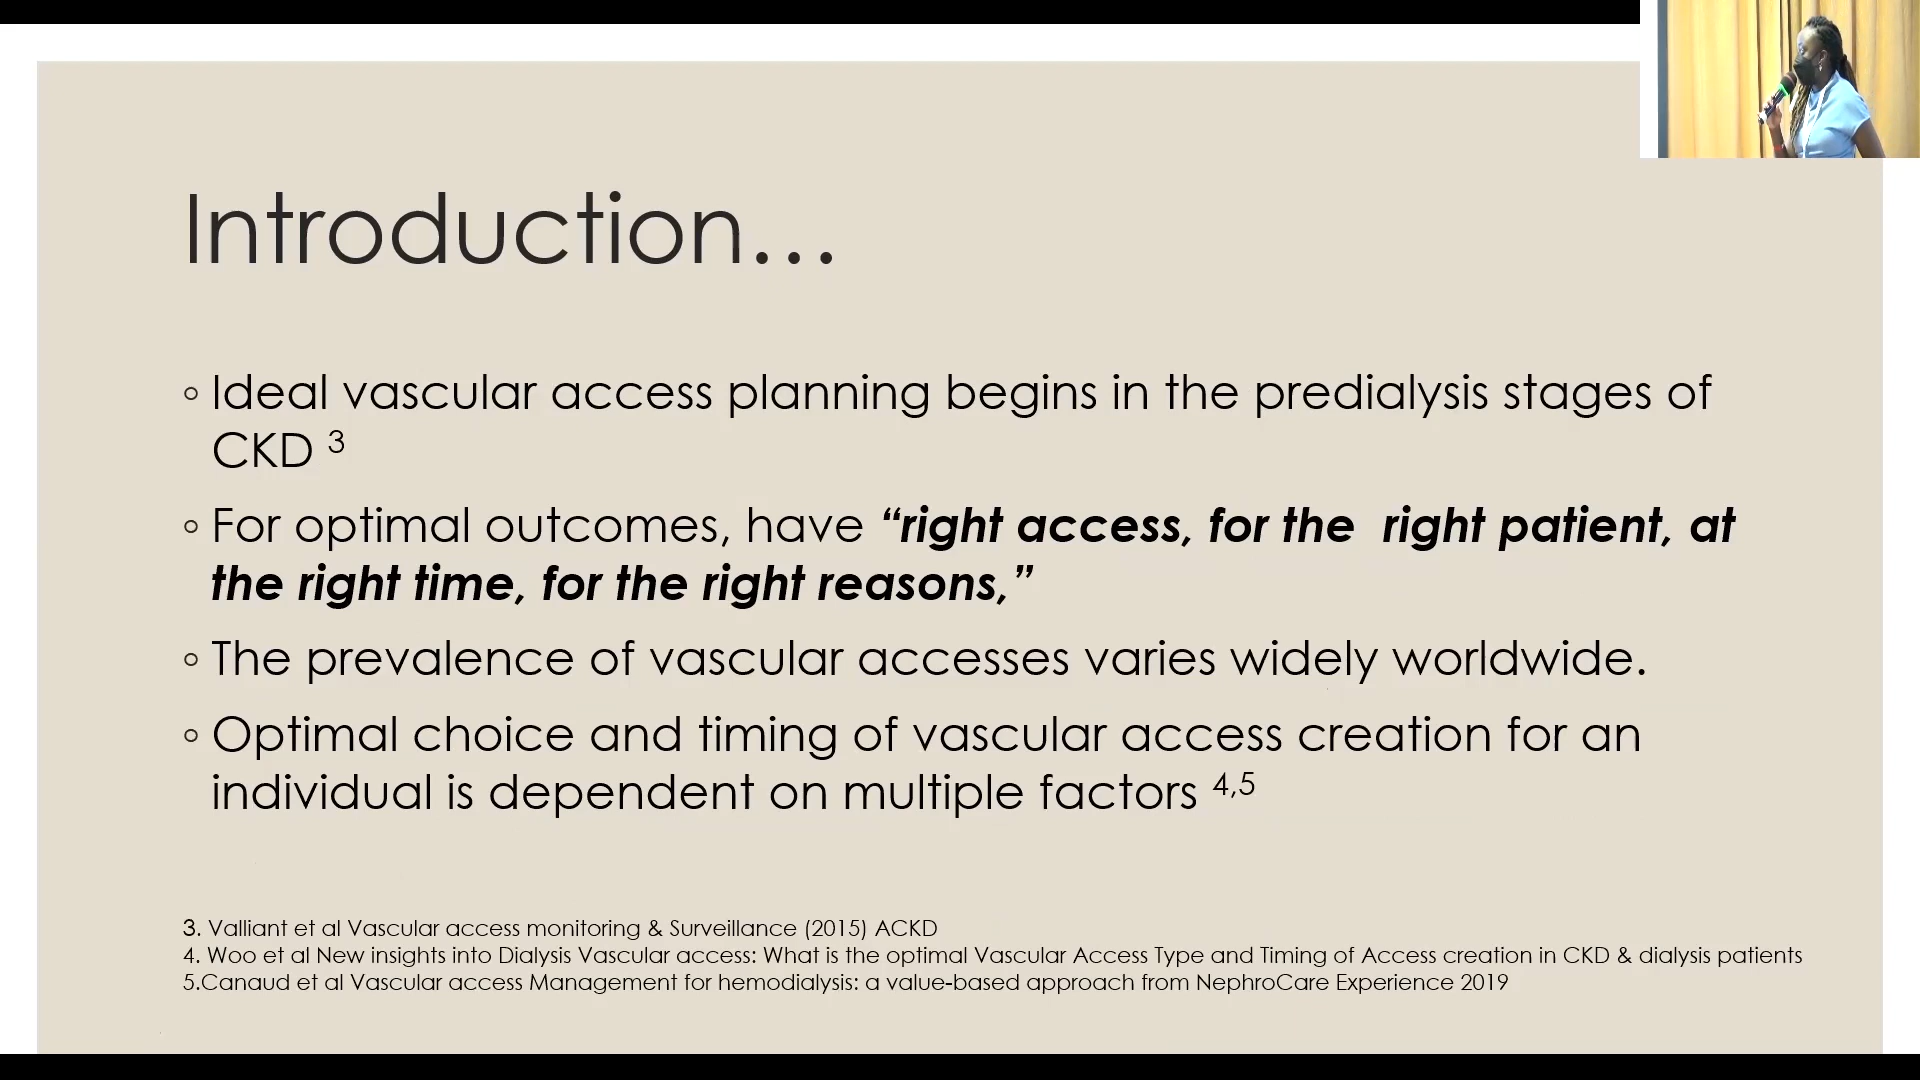 Introduction...
◦ Ideal vascular access planning begins in the predialysis stages of
CKD ³
◦ For optimal outcomes, have “right access, for the right patient, at
the right time, for the right reasons,”
◦ The prevalence of vascular accesses varies widely worldwide.
◦ Optimal choice and timing of vascular access creation for an
individual is dependent on multiple factors ⁴,⁵
3. Valliant et al Vascular access monitoring & Surveillance (2015) ACKD
4. Woo et al New insights into Dialysis Vascular access: What is the optimal Vascular Access Type and Timing of Access creation in CKD & dialysis patients
5.Canaud et al Vascular access Management for hemodialysis: a value-based approach from NephroCare Experience 2019